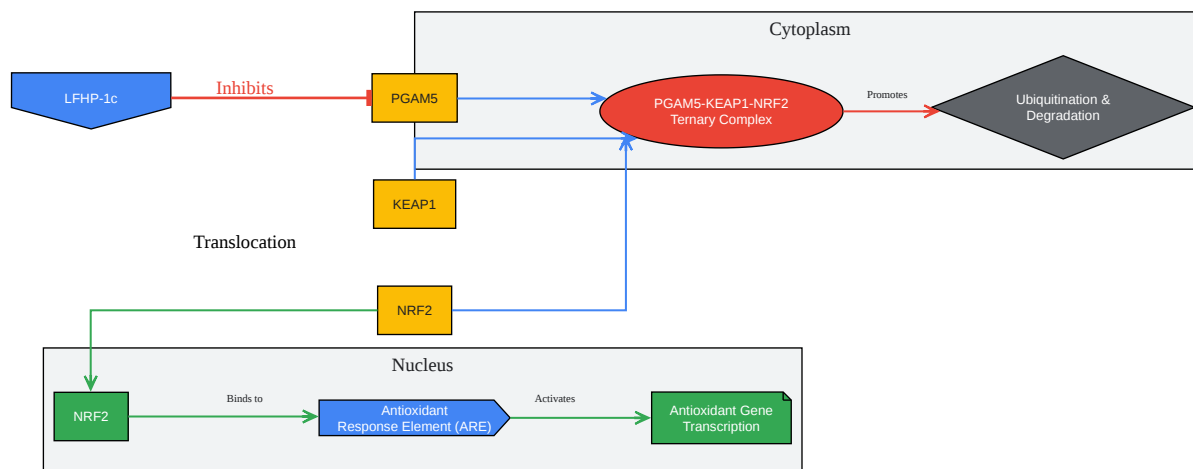 Cytoplasm
LFHP-1c
Inhibits
PGAM5
PGAM5-KEAP1-NRF2
Ternary Complex
Promotes
Ubiquitination &
Degradation
KEAP1
Translocation
NRF2
Nucleus
NRF2
Binds to
Antioxidant
Response Element (ARE)
Activates
Antioxidant Gene
Transcription